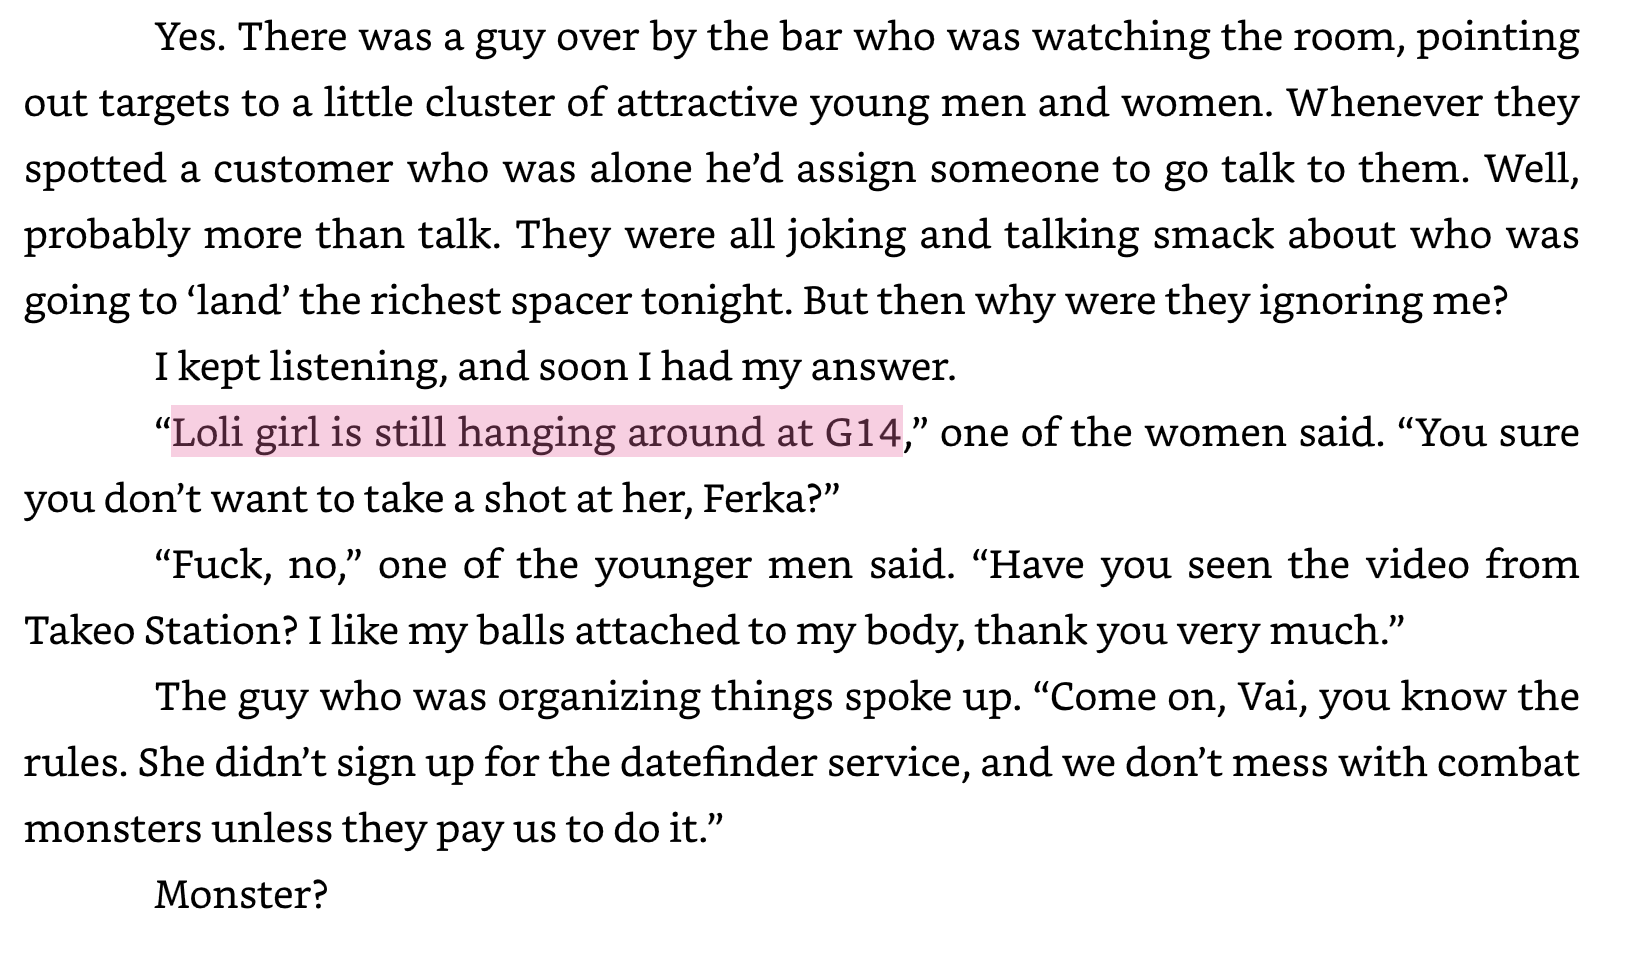 Yes. There was a guy over by the bar who was watching the room, pointing
out targets to a little cluster of attractive young men and women. Whenever they
spotted a customer who was alone he’d assign someone to go talk to them. Well,
probably more than talk. They were all joking and talking smack about who was
going to ‘land’ the richest spacer tonight. But then why were they ignoring me?
I kept listening, and soon I had my answer.
“Loli girl is still hanging around at G14,” one of the women said. “You sure
you don’t want to take a shot at her, Ferka?”
“Fuck, no,” one of the younger men said. “Have you seen the video from
Takeo Station? I like my balls attached to my body, thank you very much.”
The guy who was organizing things spoke up. “Come on, Vai, you know the
rules. She didn’t sign up for the datefinder service, and we don’t mess with combat
monsters unless they pay us to do it.”
Monster?